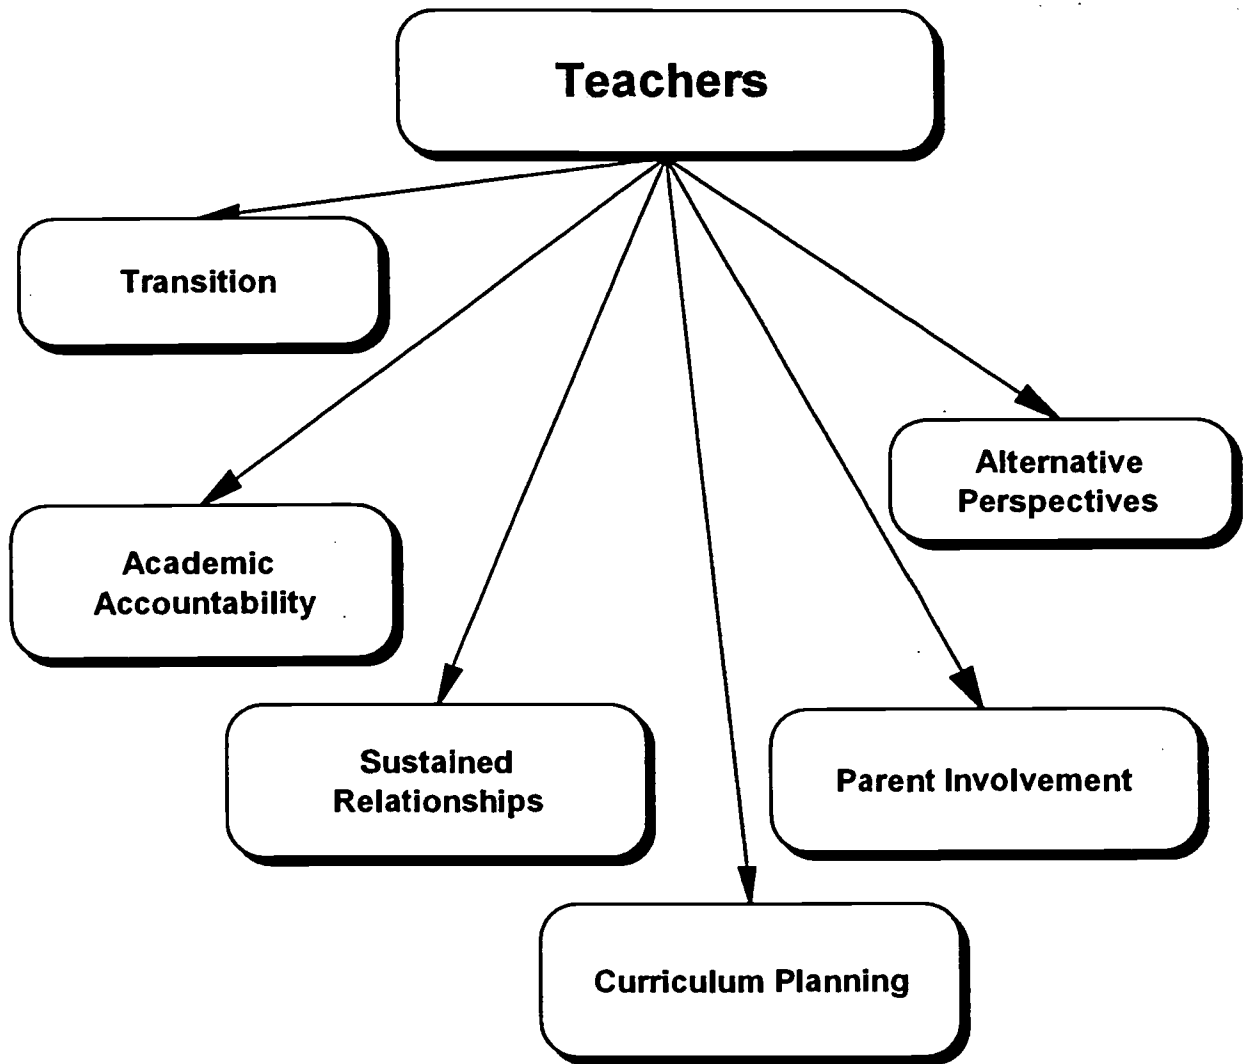 Teachers
Transition
Alternative
Perspectives
Academic
Accountability
Sustained
Relationships
Parent Involvement
Curriculum Planning